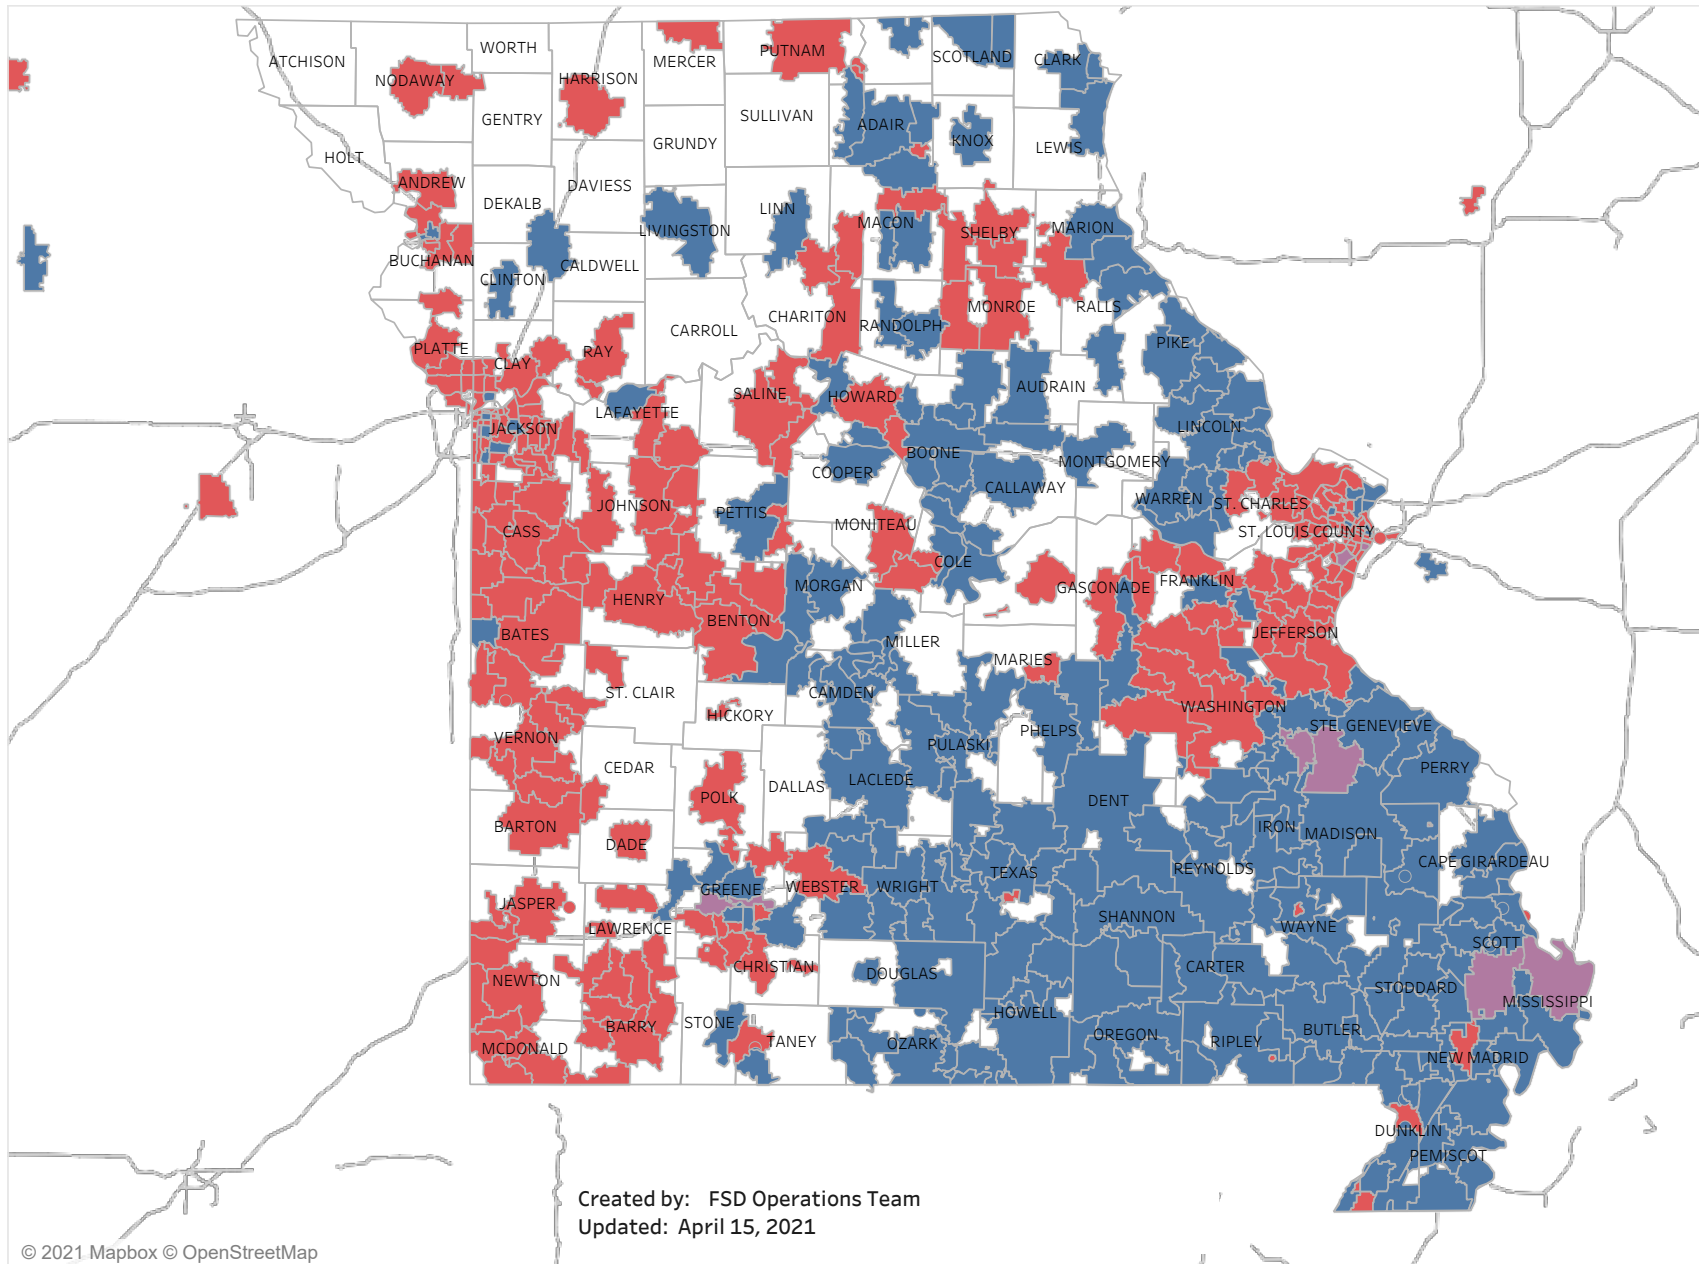 ATCHISON
WORTH
NODAWAY
HARRISON
MERCER
PUTNAM
SCOTLAND
CLARK
GENTRY
SULLIVAN
ADAIR
KNOX
LEWIS
HOLT
GRUNDY
ANDREW
DEKALB
DAVIESS
LINN
LIVINGSTON
MACON
SHELBY
MARION
BUCHANAN
CLINTON
CALDWELL
CHARITON
RANDOLPH
MONROE
RALLS
CARROLL
PLATTE
CLAY
RAY
PIKE
SALINE
HOWARD
AUDRAIN
LAFAYETTE
JACKSON
LINCOLN
BOONE
COOPER
MONTGOMERY
CALLAWAY
WARREN
ST. CHARLES
JOHNSON
PETTIS
MONITEAU
CASS
ST. LOUIS COUNTY
COLE
MORGAN
GASCONADE
FRANKLIN
HENRY
BENTON
BATES
MILLER
JEFFERSON
MARIES
ST. CLAIR
CAMDEN
HICKORY
WASHINGTON
STE. GENEVIEVE
VERNON
PHELPS
PULASKI
CEDAR
DALLAS
LACLEDE
PERRY
POLK
DENT
BARTON
DADE
IRON
MADISON
REYNOLDS
CAPE GIRARDEAU
TEXAS
GREENE
WEBSTER
WRIGHT
JASPER
LAWRENCE
SHANNON
WAYNE
SCOTT
NEWTON
CHRISTIAN
DOUGLAS
CARTER
STODDARD
MISSISSIPPI
STONE
HOWELL
BARRY
OREGON
RIPLEY
BUTLER
MCDONALD
TANEY
OZARK
NEW MADRID
DUNKLIN
PEMISCOT
Created by: FSD Operations Team
Updated: April 15, 2021
© 2021 Mapbox © OpenStreetMap